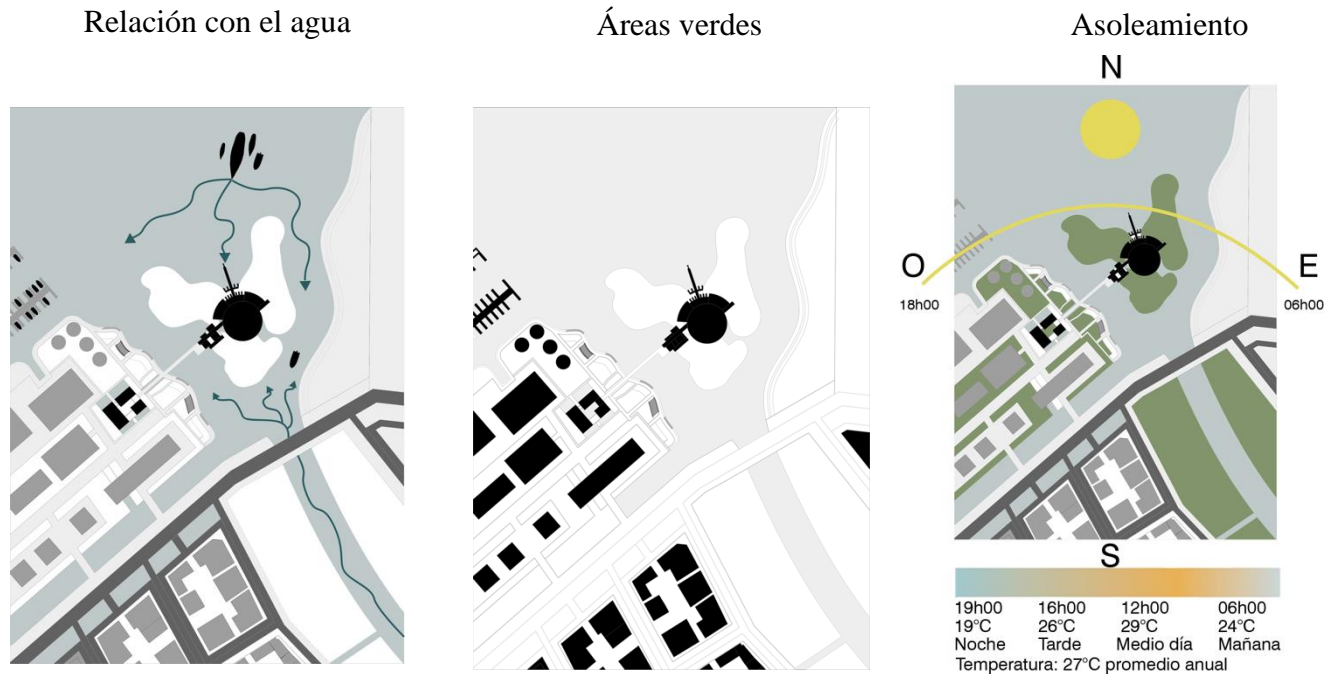 Relación con el agua
Áreas verdes
Asoleamiento
N
O
18h00
E
06h00
S
19h00 16h00 12h00 06h00
19°C 26°C 29°C 24°C
Noche Tarde Medio día Mañana
Temperatura: 27°C promedio anual